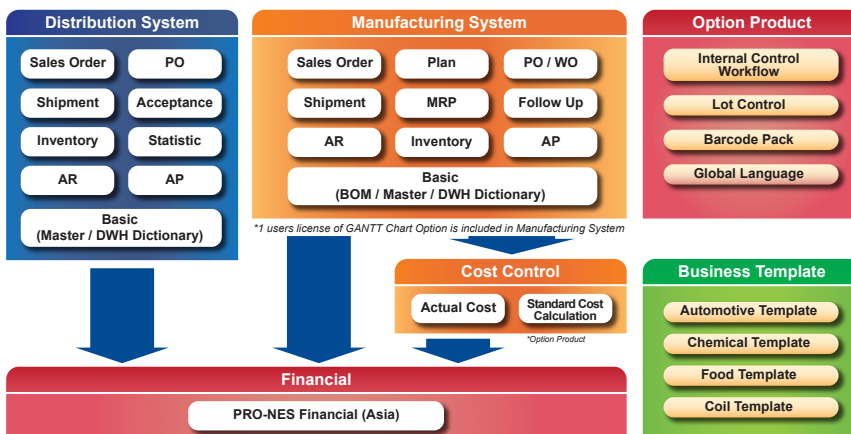 Distribution System
Sales Order
PO
Shipment
Acceptance
Inventory
Statistic
AR
AP
Basic
(Master / DWH Dictionary)
Manufacturing System
Sales Order
Plan
PO / WO
Shipment
MRP
Follow Up
AR
Inventory
AP
Basic
(BOM / Master / DWH Dictionary)
*1 users license of GANTT Chart Option is included in Manufacturing System
Option Product
Internal Control
Workflow
Lot Control
Barcode Pack
Global Language
Cost Control
Actual Cost
Standard Cost
Calculation
*Option Product
Business Template
Automotive Template
Chemical Template
Food Template
Coil Template
Financial
PRO-NES Financial (Asia)